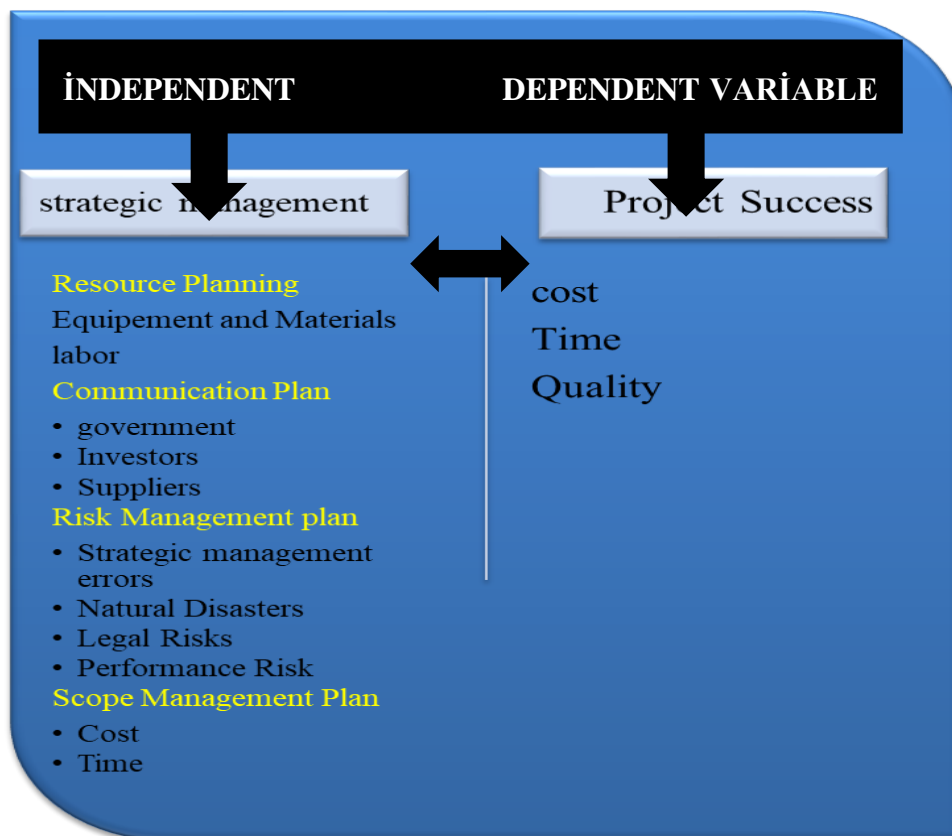 İNDEPENDENT
DEPENDENT VARİABLE
strategic management
Project Success
Resource Planning
Equipement and Materials
labor
Communication Plan
• government
• Investors
• Suppliers
Risk Management plan
• Strategic management
errors
• Natural Disasters
• Legal Risks
• Performance Risk
Scope Management Plan
• Cost
• Time
cost
Time
Quality